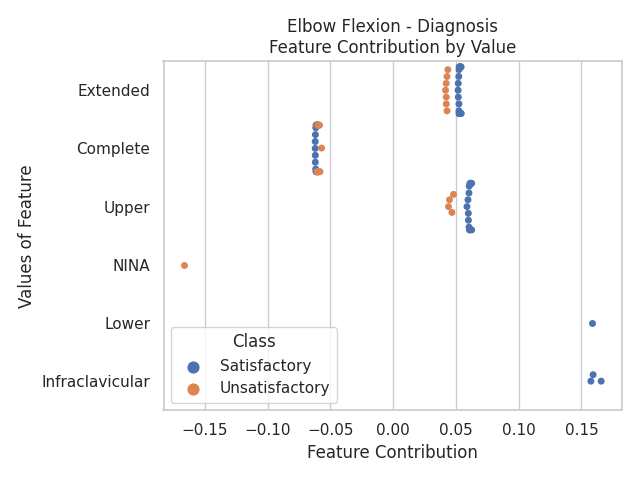 Elbow Flexion - Diagnosis
Feature Contribution by Value
Values of Feature
Extended
Complete
Upper
NINA
Lower
Infraclavicular
Class
Satisfactory
Unsatisfactory
−0.15 −0.10 −0.05 0.00 0.05 0.10 0.15
Feature Contribution